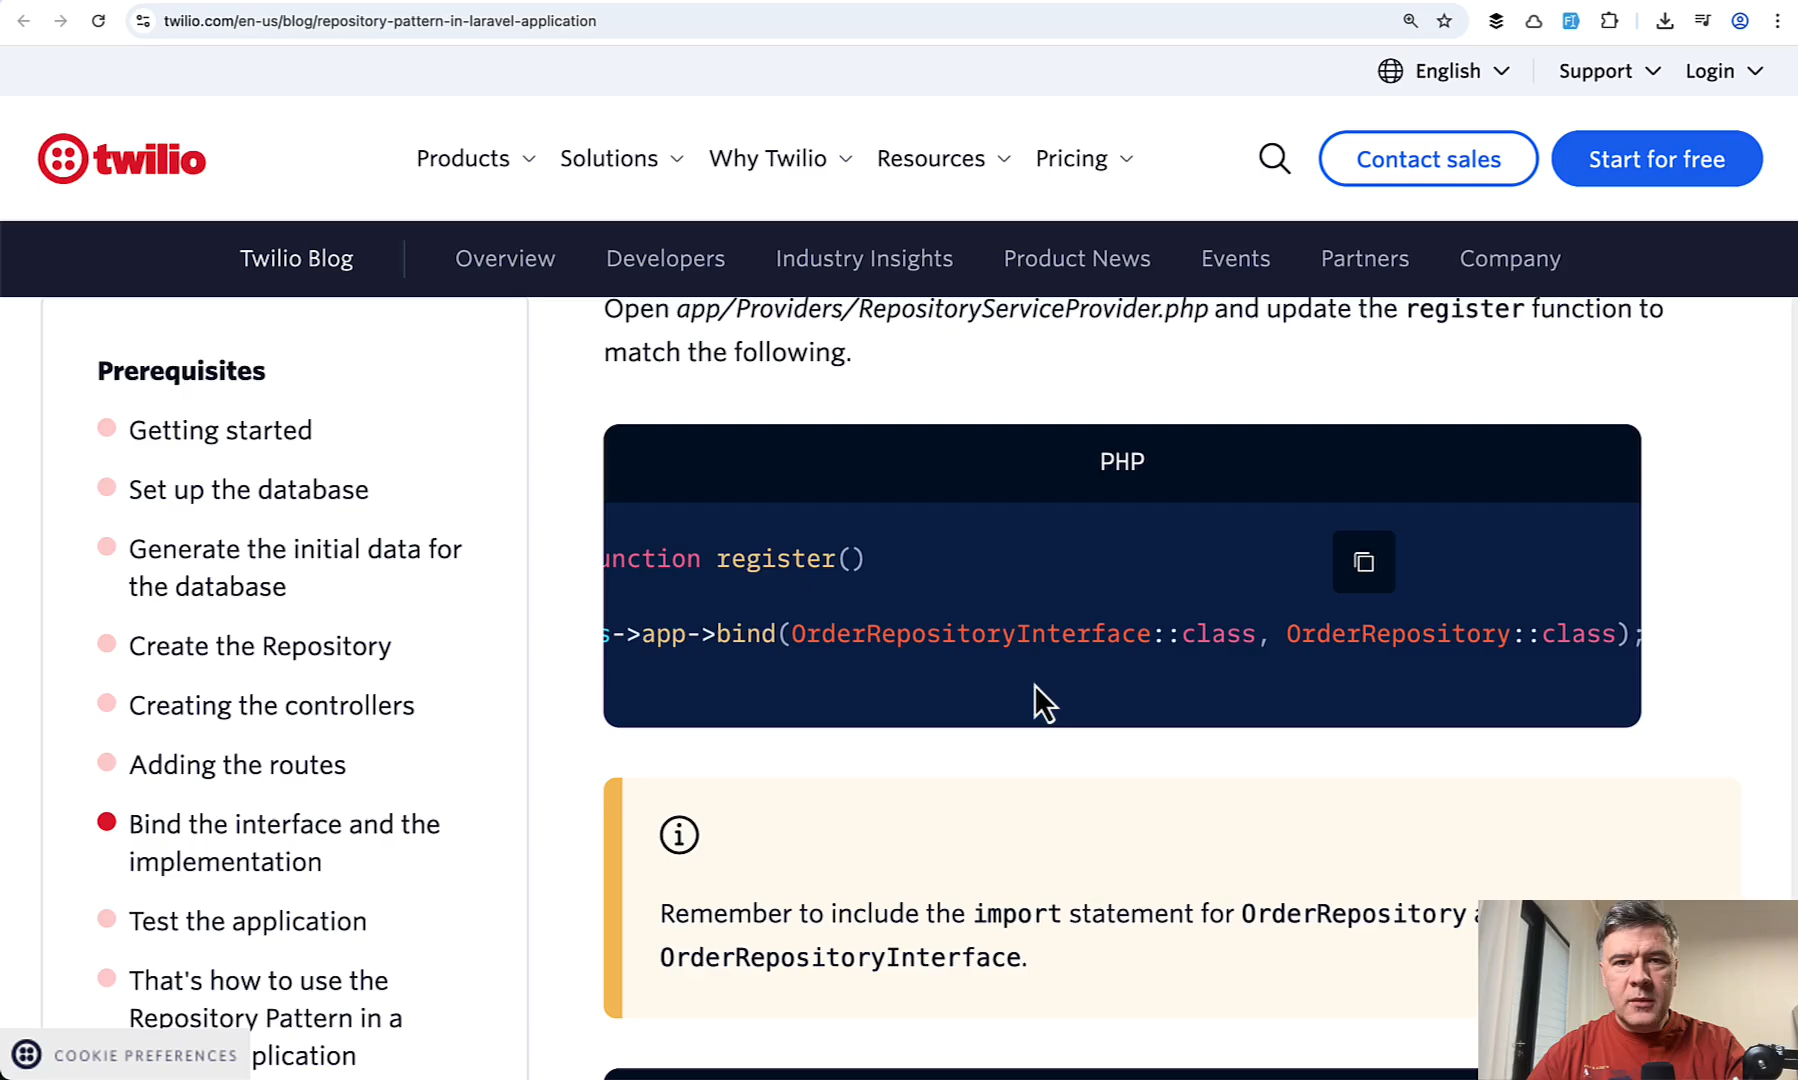 twilio.com/en-us/blog/repository-pattern-in-laravel-application
English
Support
Login
twilio
Products
Solutions
Why Twilio
Resources
Pricing
Contact sales
Start for free
Twilio Blog
Overview
Developers
Industry Insights
Product News
Events
Partners
Company
Prerequisites
Getting started
Set up the database
Generate the initial data for
the database
Create the Repository
Creating the controllers
Adding the routes
Bind the interface and the
implementation
Test the application
That's how to use the
Repository Pattern in a
plication
COOKIE PREFERENCES
Open app/Providers/RepositoryServiceProvider.php and update the register function to
match the following.
PHP
unction register()
s->app->bind(OrderRepositoryInterface::class, OrderRepository::class);
Remember to include the import statement for OrderRepository
OrderRepositoryInterface.